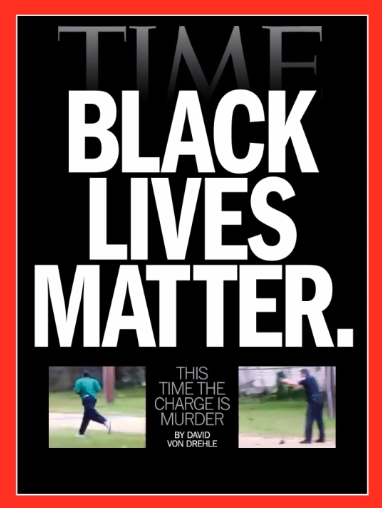 TIME
BLACK
LIVES
MATTER.
THIS
TIME THE
CHARGE IS
MURDER
BY DAVID
VON DREHLE